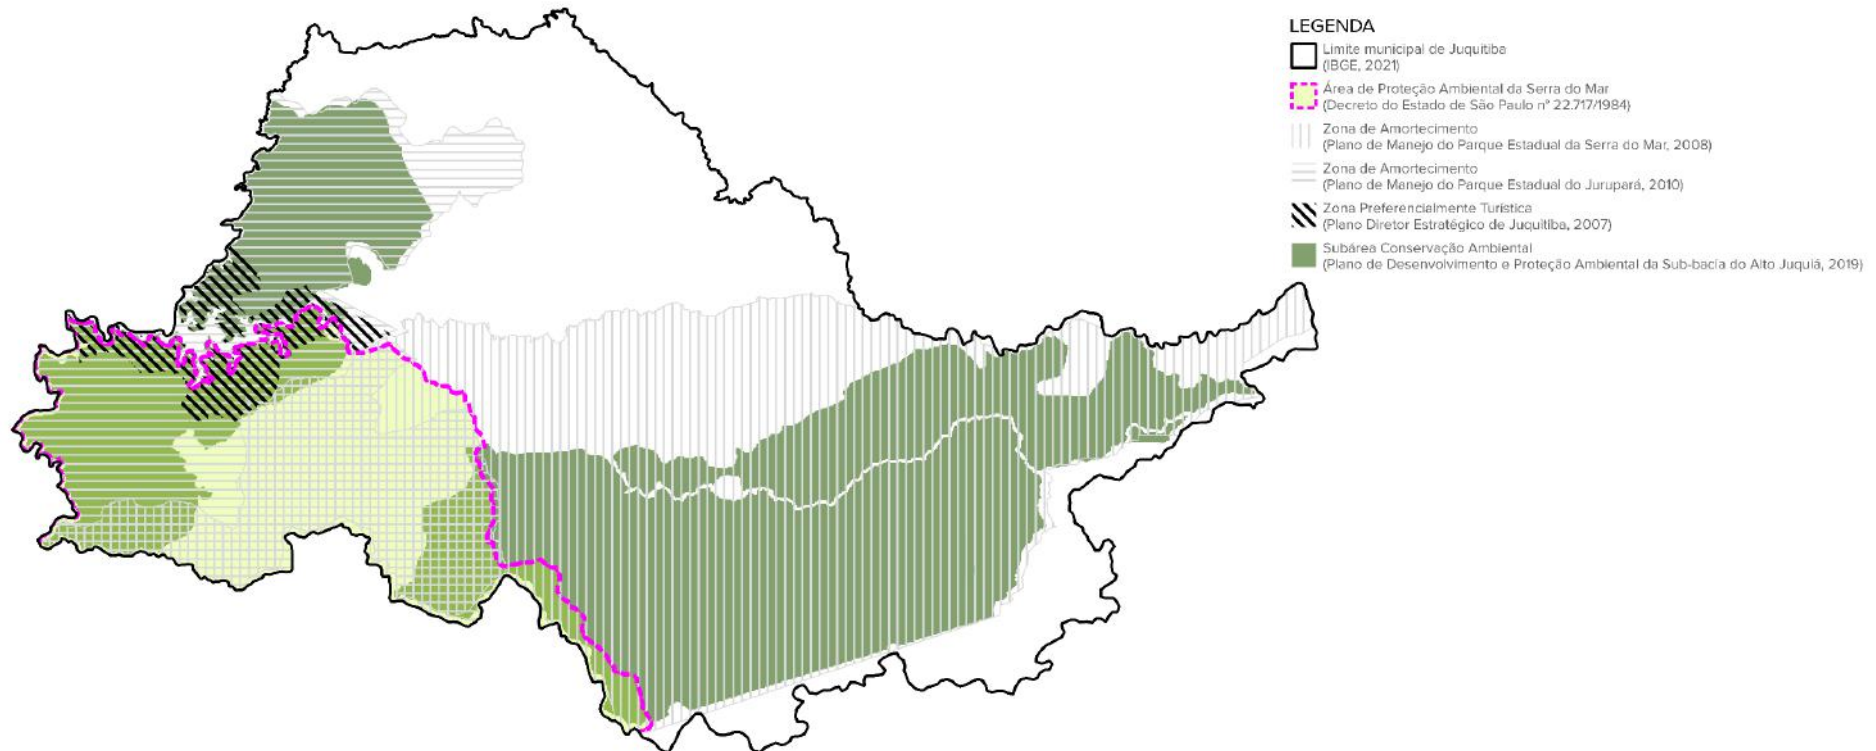 LEGENDA
Limite municipal de Juquitiba
(IBGE, 2021)
Área de Proteção Ambiental da Serra do Mar
(Decreto do Estado de São Paulo n° 22.717/1984)
Zona de Amortecimento
(Plano de Manejo do Parque Estadual da Serra do Mar, 2008)
Zona de Amortecimento
(Plano de Manejo do Parque Estadual do Jurupará, 2010)
Zona Preferencialmente Turística
(Plano Diretor Estratégico de Juquitiba, 2007)
Subárea Conservação Ambiental
(Plano de Desenvolvimento e Proteção Ambiental da Sub-bacia do Alto Juquiá, 2019)